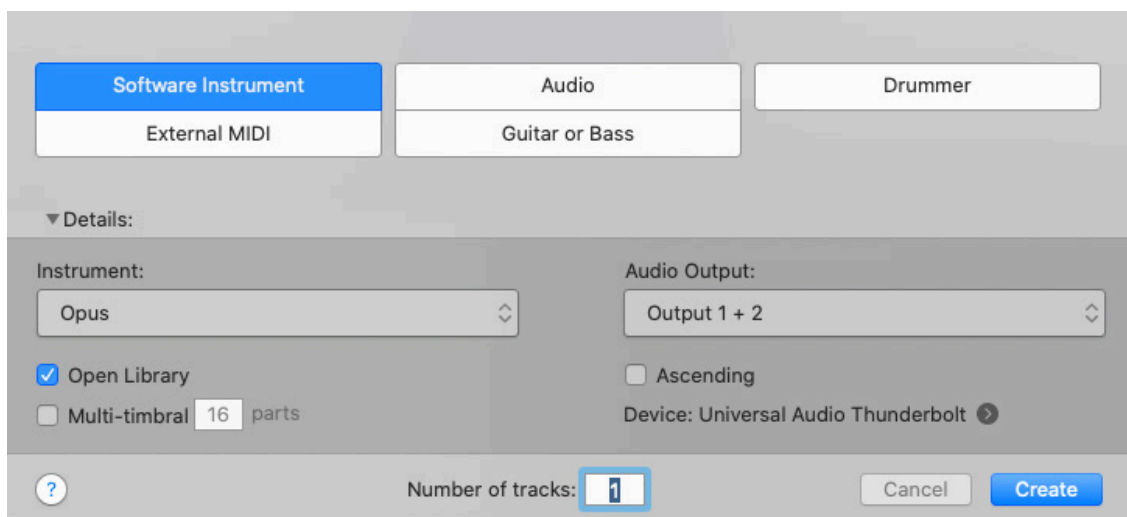 Software Instrument
Audio
Drummer
External MIDI
Guitar or Bass
Details:
Instrument:
Audio Output:
Opus
Output 1 + 2
Open Library
Ascending
Multi-timbral 16 parts
Device: Universal Audio Thunderbolt
? Number of tracks: 1 Cancel Create